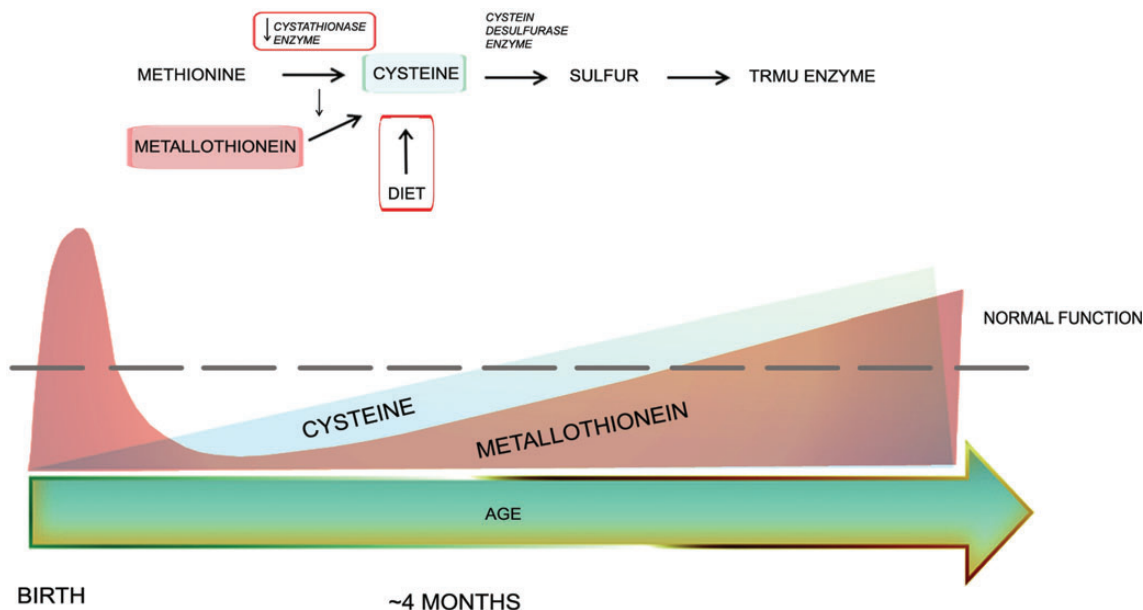 CYSTATHIONASE
ENZYME
CYSTEIN
DESULFURASE
ENZYME
METHIONINE
CYSTEINE
SULFUR
TRMU ENZYME
METALLOTHIONEIN
DIET
NORMAL FUNCTION
CYSTEINE
METALLOTHIONEIN
AGE
BIRTH
~4 MONTHS